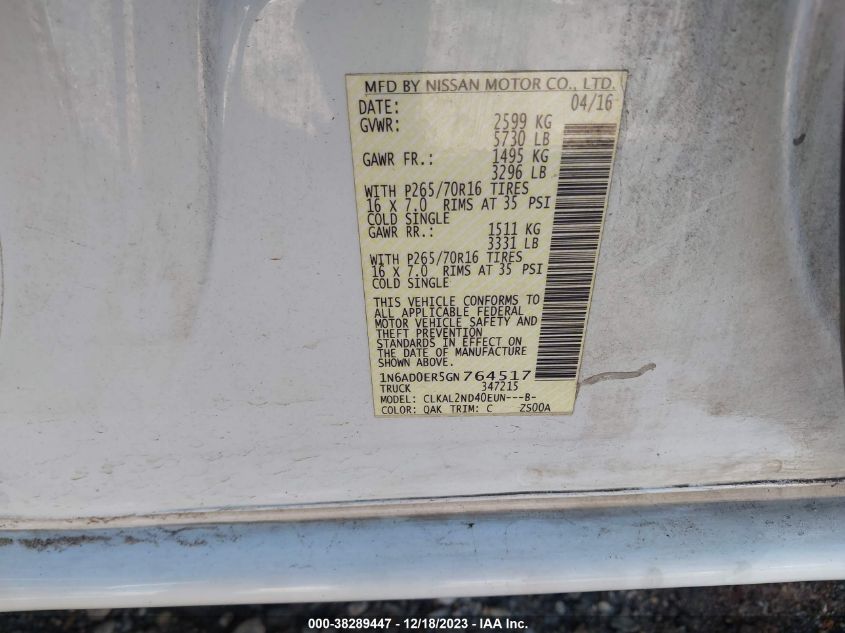 MFD BY NISSAN MOTOR CO., LTD.
DATE: 04/16
GVWR: 2599 KG
5730 LB
GAWR FR.: 1495 KG
3296 LB
WITH P265/70R16 TIRES
16 X 7.0 RIMS AT 35 PSI
COLD SINGLE
GAWR RR.: 1511 KG
3331 LB
WITH P265/70R16 TIRES
16 X 7.0 RIMS AT 35 PSI
COLD SINGLE
THIS VEHICLE CONFORMS TO
ALL APPLICABLE FEDERAL
MOTOR VEHICLE SAFETY AND
THEFT PREVENTION
STANDARDS IN EFFECT ON
THE DATE OF MANUFACTURE
SHOWN ABOVE.
1N6AD0ER5GN764517
TRUCK 347215
MODEL: CLKAL2ND40EUN---B-
COLOR: QAK TRIM: C ZS00A
000-38289447 - 12/18/2023 - IAA Inc.